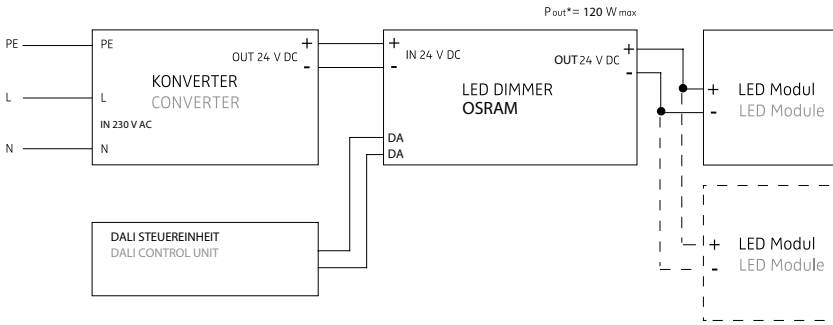 P out*= 120 W max
PE
PE
OUT 24 V DC
+
-
KONVERTER
CONVERTER
L
L
IN 230 V AC
N
N
+
IN 24 V DC
-
OUT 24 V DC
+
-
LED DIMMER
OSRAM
DA
DA
+
LED Modul
-
LED Module
DALI STEUEREINHEIT
DALI CONTROL UNIT
+
LED Modul
-
LED Module